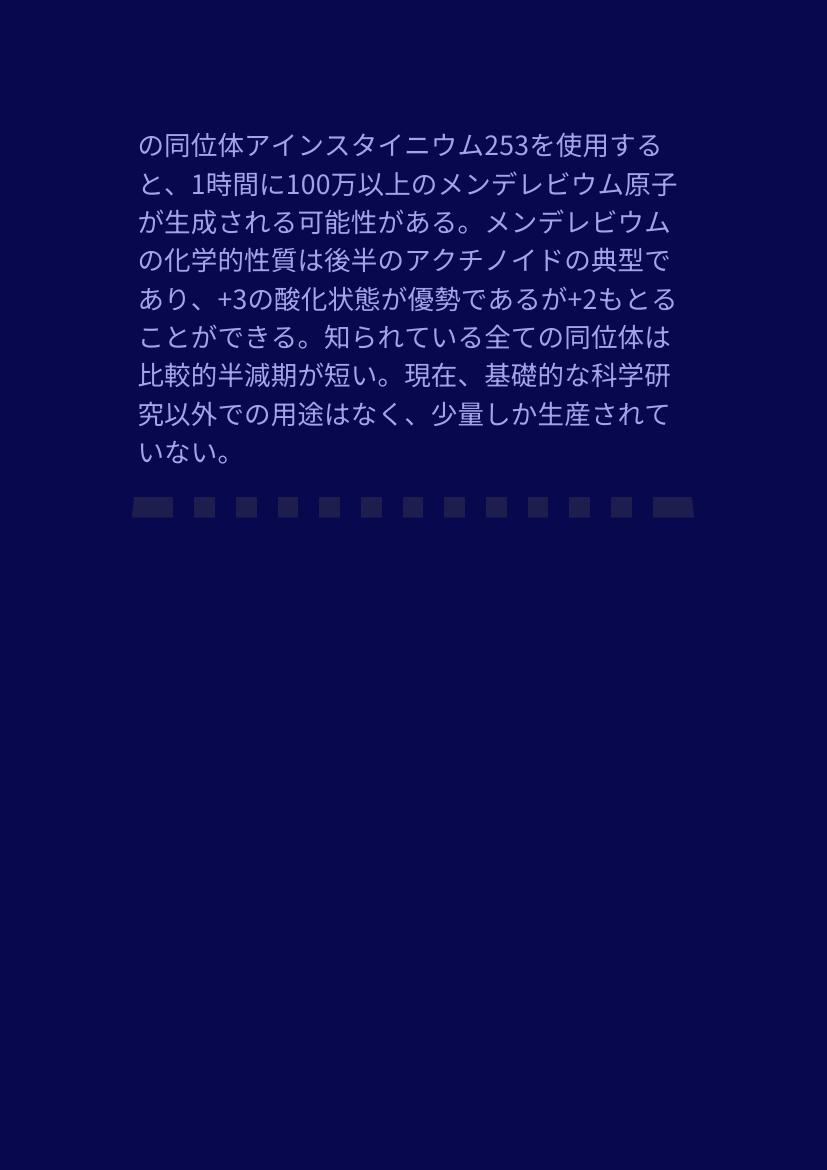 の同位体アインスタイニウム253を使用する
と、1時間に100万以上のメンデレビウム原子
が生成される可能性がある。メンデレビウム
の化学的性質は後半のアクチノイドの典型で
あり、+3の酸化状態が優勢であるが+2もとる
ことができる。知られている全ての同位体は
比較的半減期が短い。現在、基礎的な科学研
究以外での用途はなく、少量しか生産されて
いない。